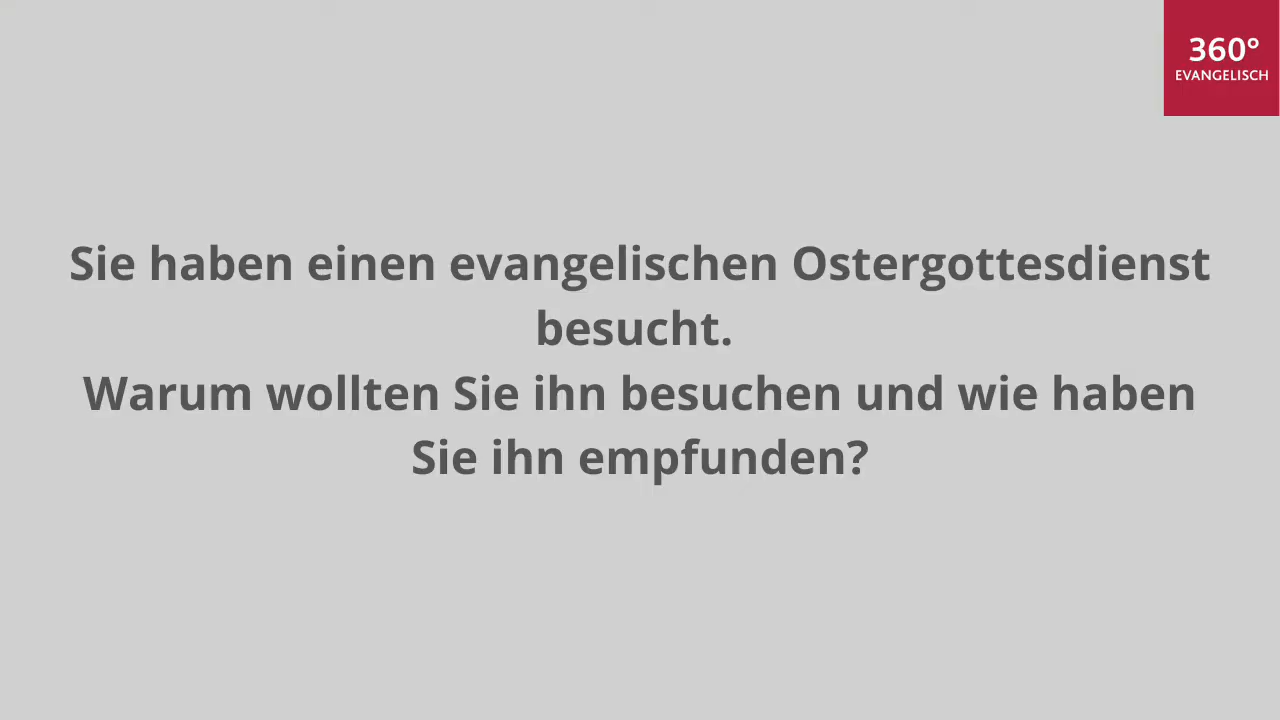 360°
EVANGELISCH
Sie haben einen evangelischen Ostergottesdienst
besucht.
Warum wollten Sie ihn besuchen und wie haben
Sie ihn empfunden?